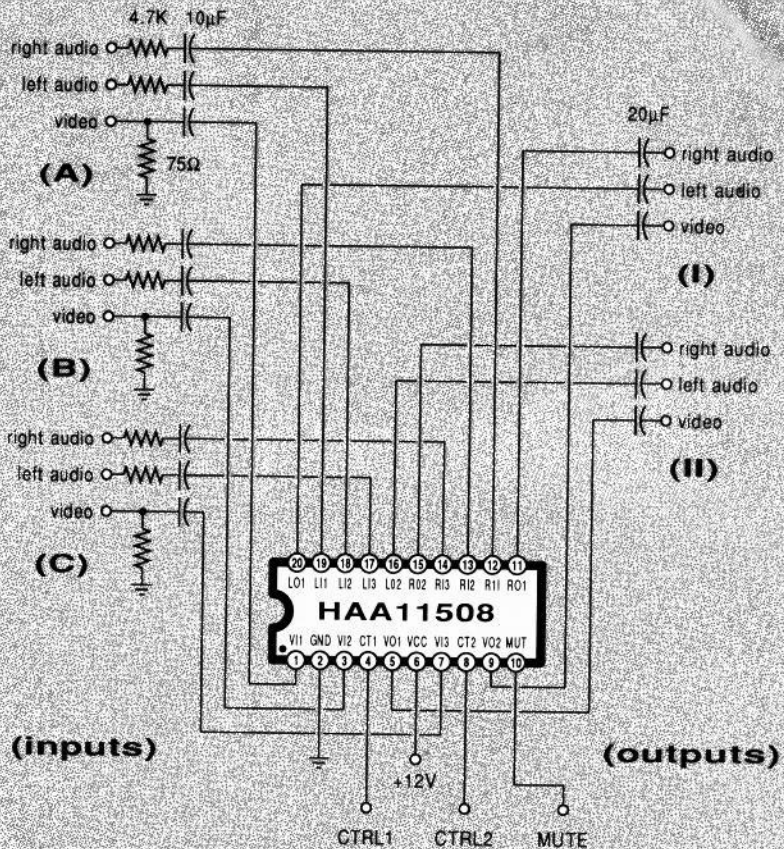 4.7K 10µF
right audio
left audio
video
75Ω
(A)
right audio
left audio
video
(B)
right audio
left audio
video
(C)
20µF
right audio
left audio
video
(I)
right audio
left audio
video
(II)
20 19 18 17 16 15 14 13 12 11
LO1 LI1 LI2 LI3 L02 R02 RI3 RI2 R1I RO1
HAA11508
VI1 GND VI2 CT1 VO1 VCC VI3 CT2 VO2 MUT
1 2 3 4 5 6 7 8 9 10
(inputs)
(outputs)
+12V
CTRL1 CTRL2 MUTE